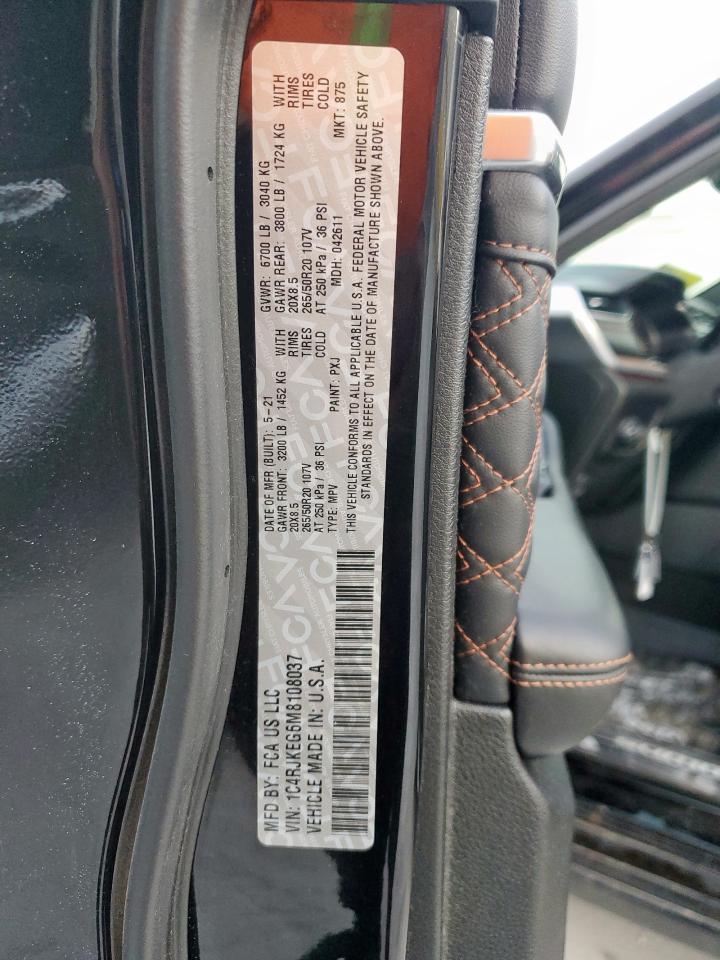 MFD BY: FCA US LLC
VIN: 1C4RJKEG5M8108037
VEHICLE MADE IN: U.S.A.
DATE OF MFR (BUILT): 5-21
GAWR FRONT: 3200 LB / 1452 KG WITH
20X8.5 RIMS
265/50R20 107V TIRES
AT 250 kPa / 36 PSI COLD
TYPE: MPV
PAINT: PXJ
GVWR: 6700 LB / 3040 KG
GAWR REAR: 3800 LB / 1724 KG WITH
20X8.5 RIMS
265/50R20 107V TIRES
AT 250 kPa / 36 PSI COLD
MDH: 042611
MKT: 875
THIS VEHICLE CONFORMS TO ALL APPLICABLE U.S.A. FEDERAL MOTOR VEHICLE SAFETY
STANDARDS IN EFFECT ON THE DATE OF MANUFACTURE SHOWN ABOVE.
FCA